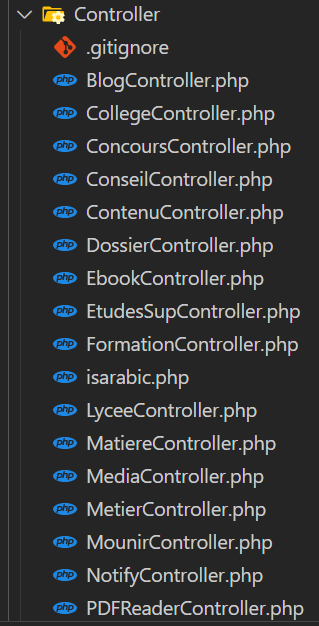 Controller
.gitignore
php BlogController.php
php CollegeController.php
php ConcoursController.php
php ConseilController.php
php ContenuController.php
php DossierController.php
php EbookController.php
php EtudesSupController.php
php FormationController.php
php isarabic.php
php LyceeController.php
php MatiereController.php
php MediaController.php
php MetierController.php
php MounirController.php
php NotifyController.php
php PDFReaderController.php